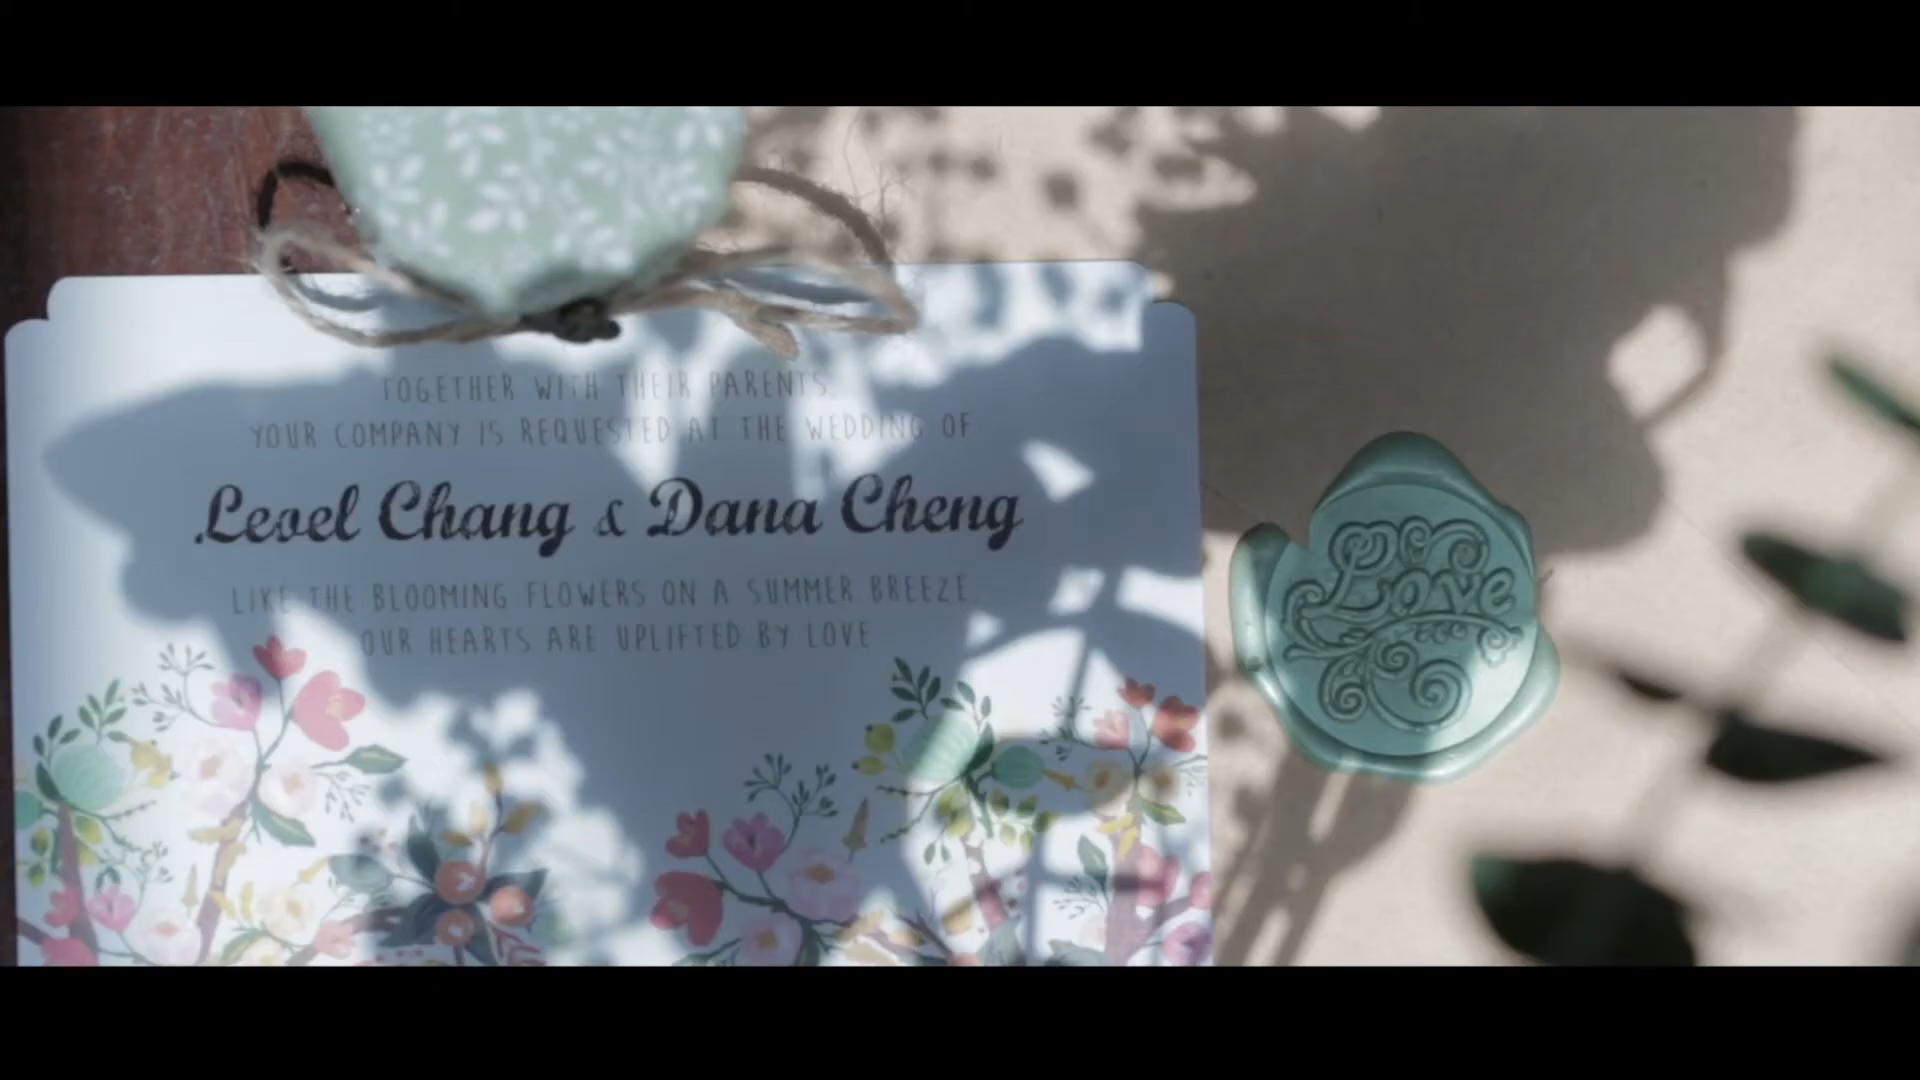 TOGETHER WITH THEIR PARENTS,
YOUR COMPANY IS REQUESTED AT THE WEDDING OF
Level Chang & Dana Cheng
LIKE THE BLOOMING FLOWERS ON A SUMMER BREEZE,
OUR HEARTS ARE UPLIFTED BY LOVE
Love